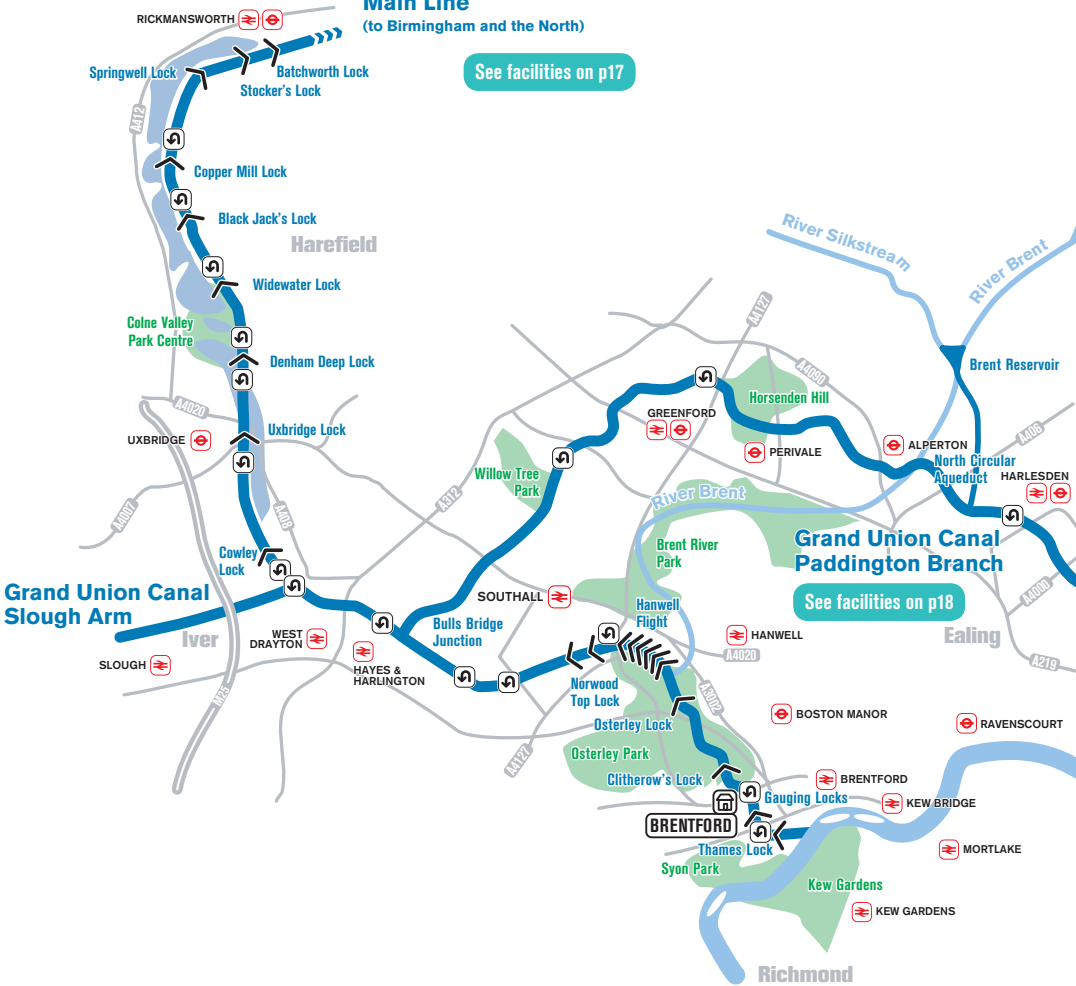 Main Line
(to Birmingham and the North)
RICKMANSWORTH
See facilities on p17
Springwell Lock
Batchworth Lock
Stocker's Lock
A412
Copper Mill Lock
Black Jack's Lock
Harefield
River Silkstream
River Brent
Widewater Lock
Colne Valley
Park Centre
A4127
Denham Deep Lock
Brent Reservoir
A4090
Horsenden Hill
A4020
GREENFORD
UXBRIDGE
Uxbridge Lock
A406
PERIVALE
ALPERTON
North Circular
Aqueduct
HARLESDEN
Willow Tree
Park
A312
River Brent
A4007
A408
Grand Union Canal
Paddington Branch
Brent River
Park
Cowley
Lock
See facilities on p18
Grand Union Canal
Slough Arm
SOUTHALL
Hanwell
Flight
A4000
Iver
WEST
DRAYTON
Bulls Bridge
Junction
HANWELL
Ealing
SLOUGH
HAYES &
HARLINGTON
A4020
A219
M25
Norwood
Top Lock
A3002
Osterley Lock
BOSTON MANOR
RAVENSCOURT
A4127
Osterley Park
Clitherow's Lock
BRENTFORD
Gauging Locks
KEW BRIDGE
BRENTFORD
Thames Lock
MORTLAKE
Syon Park
Kew Gardens
KEW GARDENS
Richmond